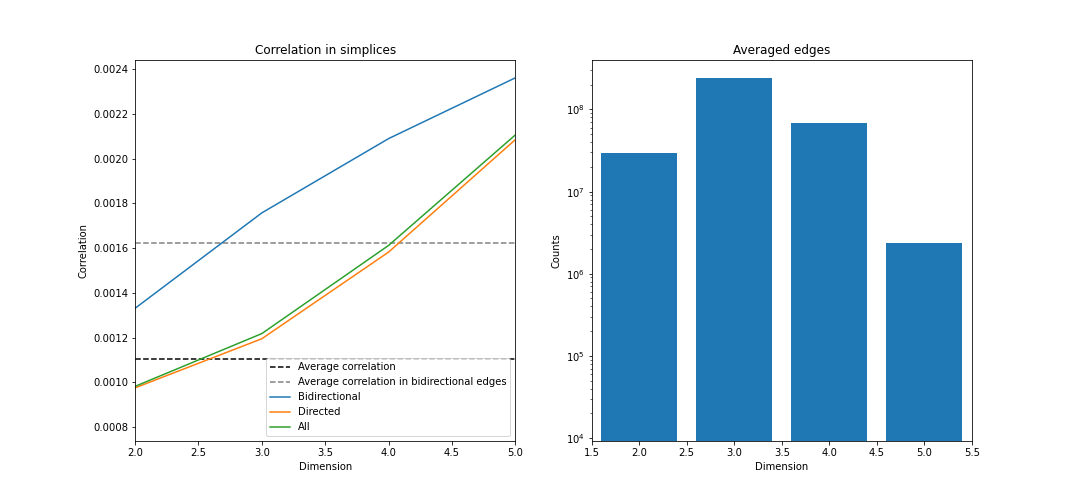 Correlation in simplices
Correlation
0.0024
0.0022
0.0020
0.0018
0.0016
0.0014
0.0012
0.0010
0.0008
2.0 2.5 3.0 3.5 4.0 4.5 5.0
Dimension
Average correlation
Average correlation in bidirectional edges
Bidirectional
Directed
All
Averaged edges
Counts
10⁸
10⁷
10⁶
10⁵
10⁴
1.5 2.0 2.5 3.0 3.5 4.0 4.5 5.0 5.5
Dimension